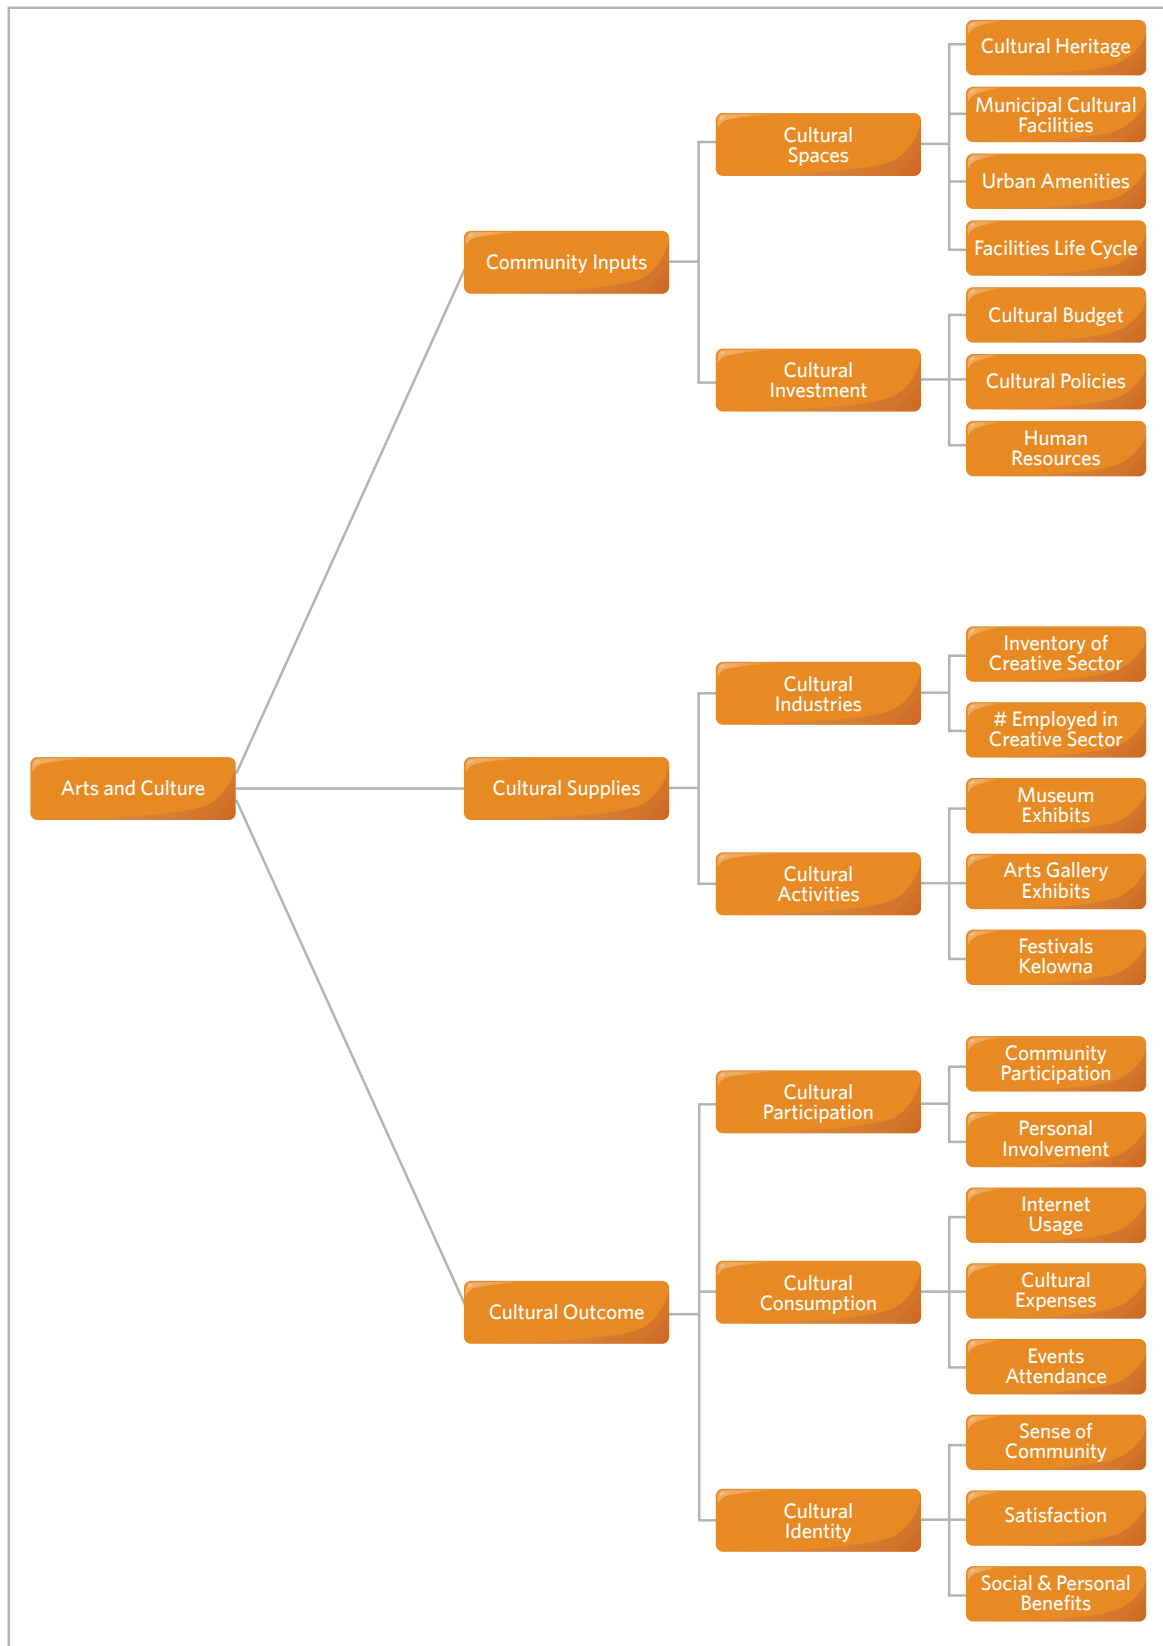 Cultural Heritage
Municipal Cultural
Facilities
Cultural
Spaces
Urban Amenities
Facilities Life Cycle
Community Inputs
Cultural Budget
Cultural
Investment
Cultural Policies
Human
Resources
Inventory of
Creative Sector
Cultural
Industries
# Employed in
Creative Sector
Arts and Culture
Cultural Supplies
Museum
Exhibits
Cultural
Activities
Arts Gallery
Exhibits
Festivals
Kelowna
Community
Participation
Cultural
Participation
Personal
Involvement
Internet
Usage
Cultural Outcome
Cultural
Consumption
Cultural
Expenses
Events
Attendance
Sense of
Community
Cultural
Identity
Satisfaction
Social & Personal
Benefits